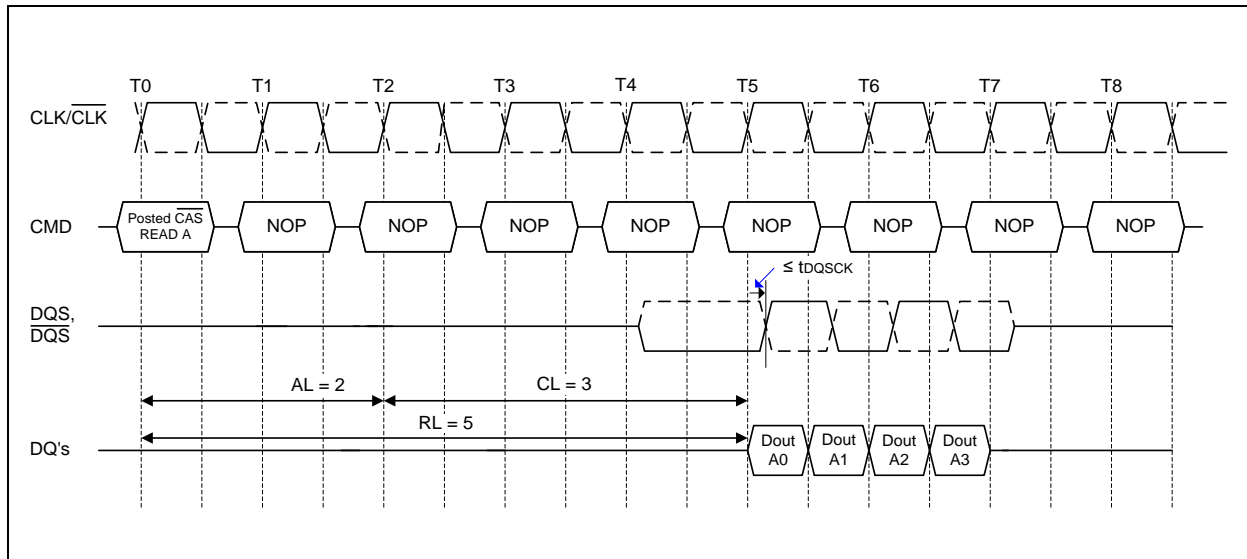 T0 T1 T2 T3 T4 T5 T6 T7 T8
CLK/CLK
CMD
Posted CAS
READ A
NOP NOP NOP NOP NOP NOP NOP NOP
≤ tDQSCK
DQS,
DQS
AL = 2
CL = 3
RL = 5
DQ's
Dout
A0
Dout
A1
Dout
A2
Dout
A3